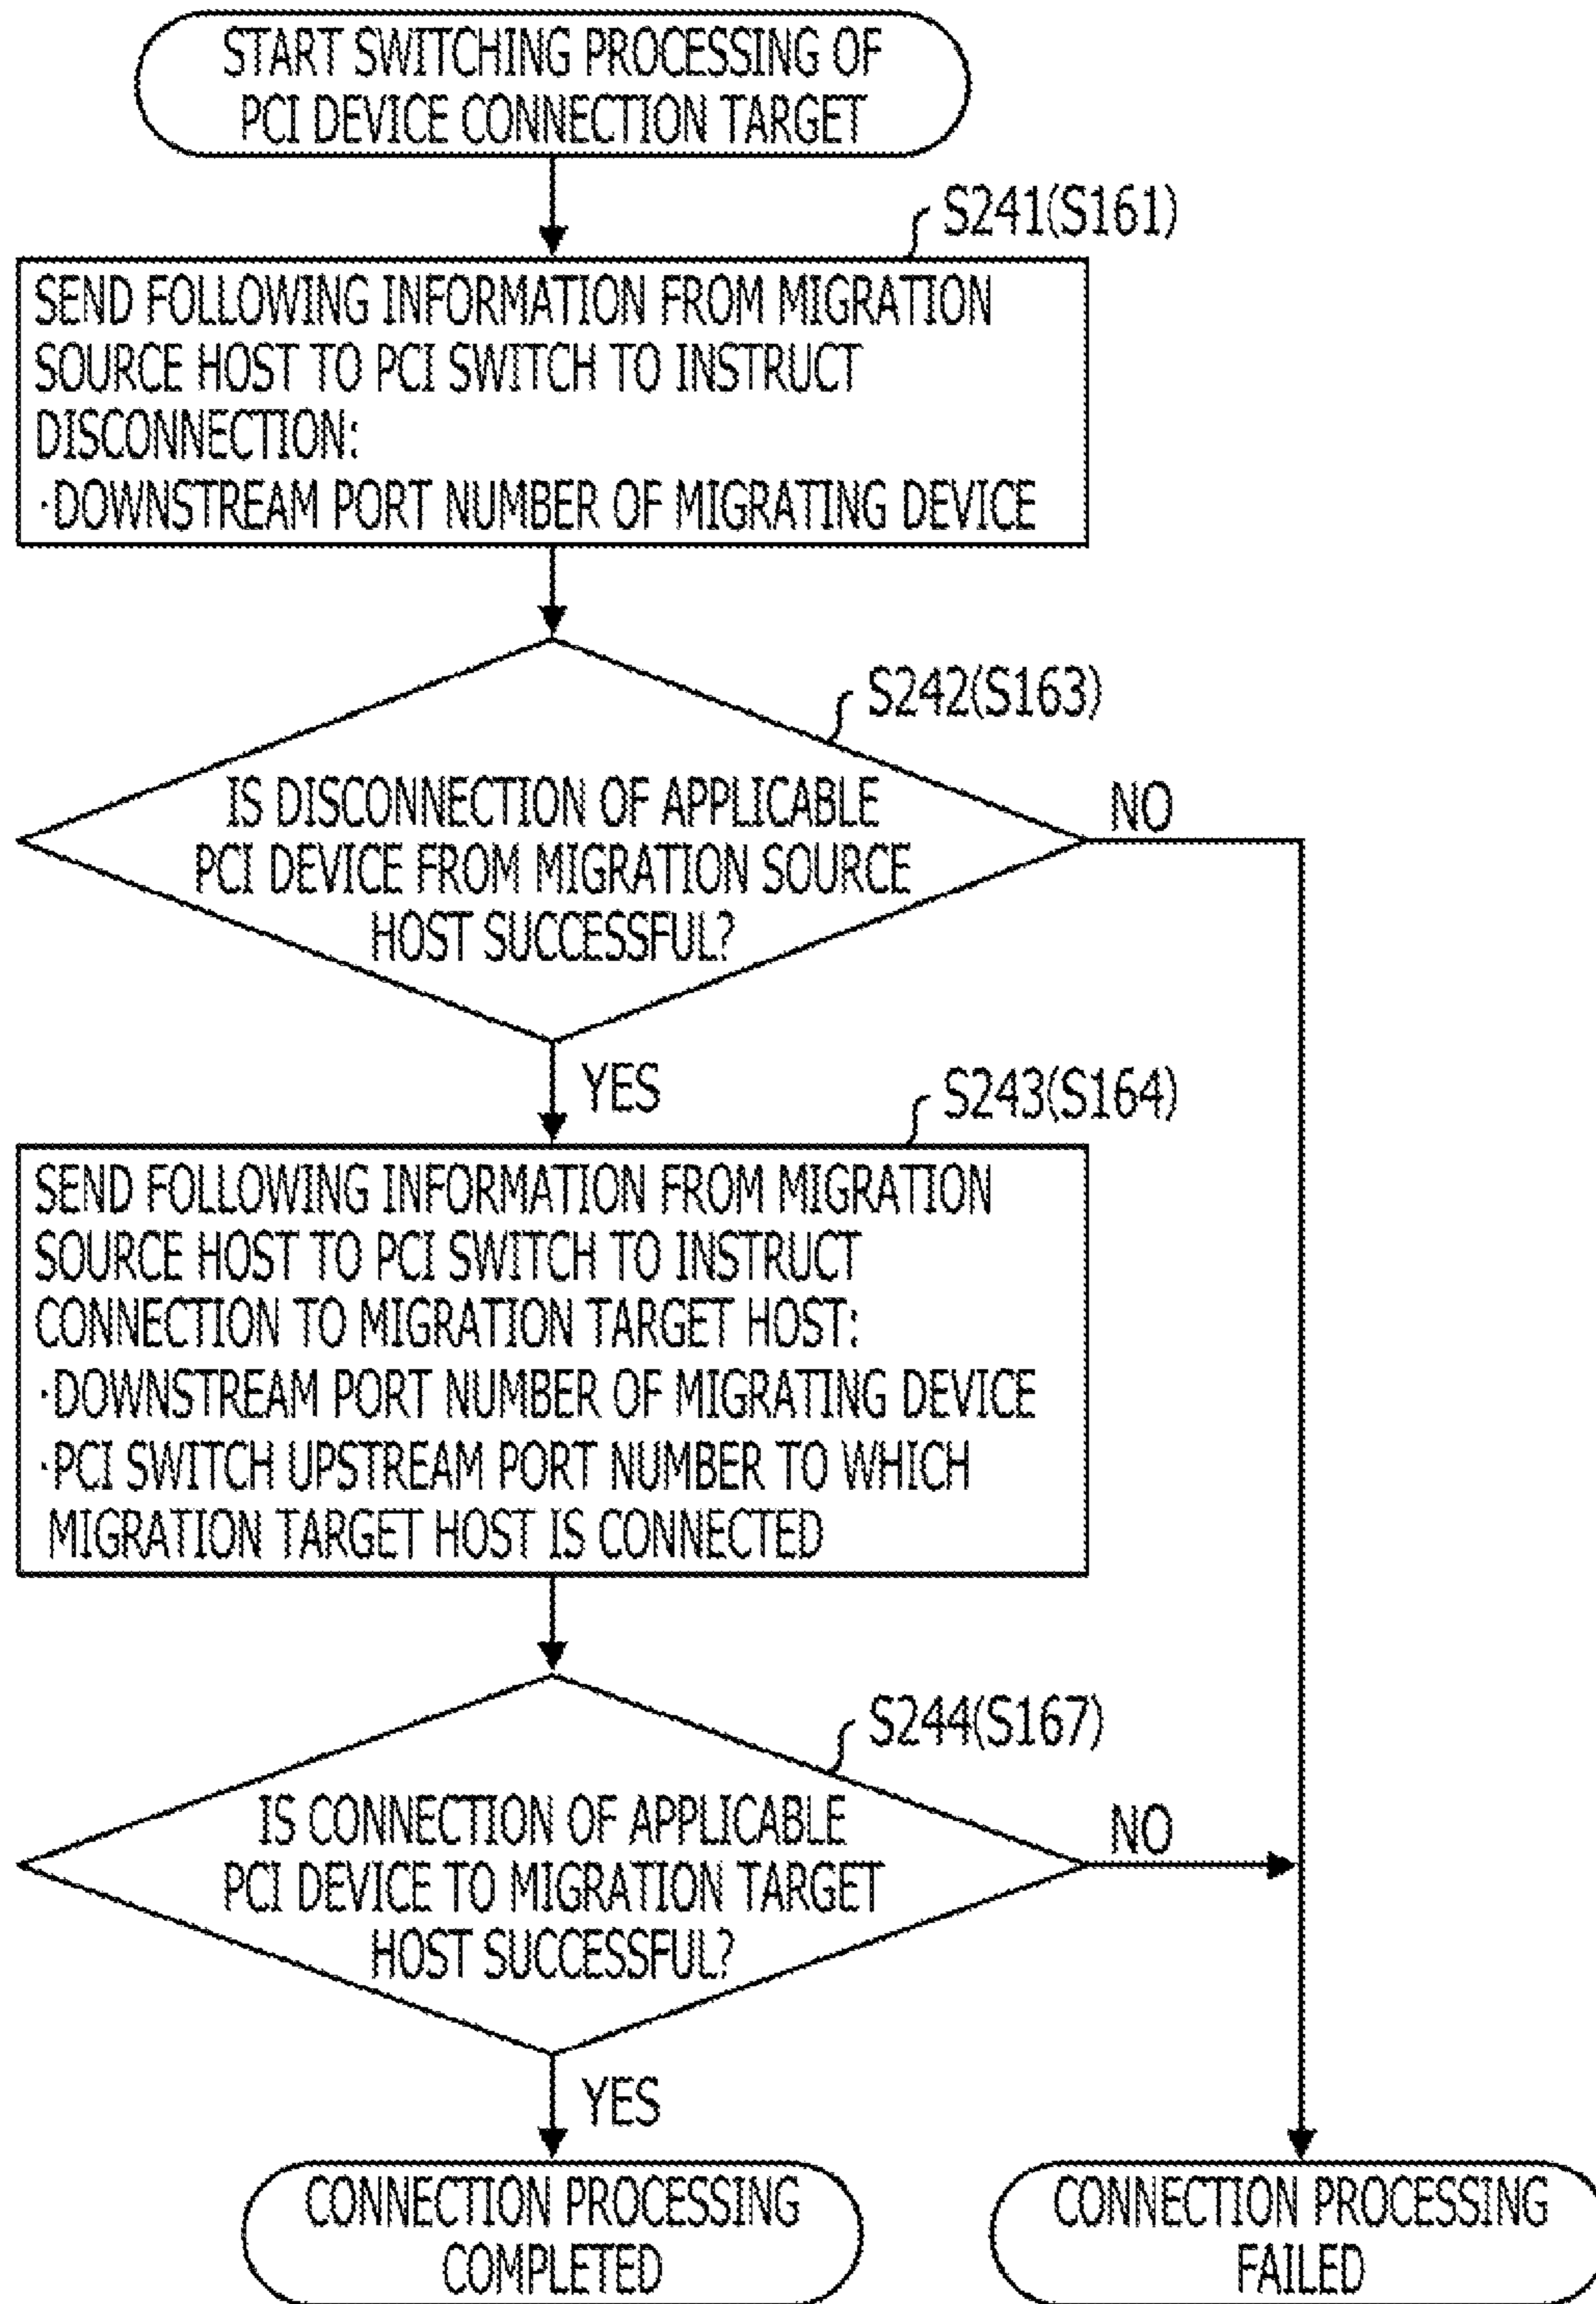 START SWITCHING PROCESSING OF
PCI DEVICE CONNECTION TARGET
S241(S161)
SEND FOLLOWING INFORMATION FROM MIGRATION
SOURCE HOST TO PCI SWITCH TO INSTRUCT
DISCONNECTION:
·DOWNSTREAM PORT NUMBER OF MIGRATING DEVICE
S242(S163)
IS DISCONNECTION OF APPLICABLE
PCI DEVICE FROM MIGRATION SOURCE
HOST SUCCESSFUL?
NO
YES
S243(S164)
SEND FOLLOWING INFORMATION FROM MIGRATION
SOURCE HOST TO PCI SWITCH TO INSTRUCT
CONNECTION TO MIGRATION TARGET HOST:
·DOWNSTREAM PORT NUMBER OF MIGRATING DEVICE
·PCI SWITCH UPSTREAM PORT NUMBER TO WHICH
MIGRATION TARGET HOST IS CONNECTED
S244(S167)
IS CONNECTION OF APPLICABLE
PCI DEVICE TO MIGRATION TARGET
HOST SUCCESSFUL?
NO
YES
CONNECTION PROCESSING
COMPLETED
CONNECTION PROCESSING
FAILED